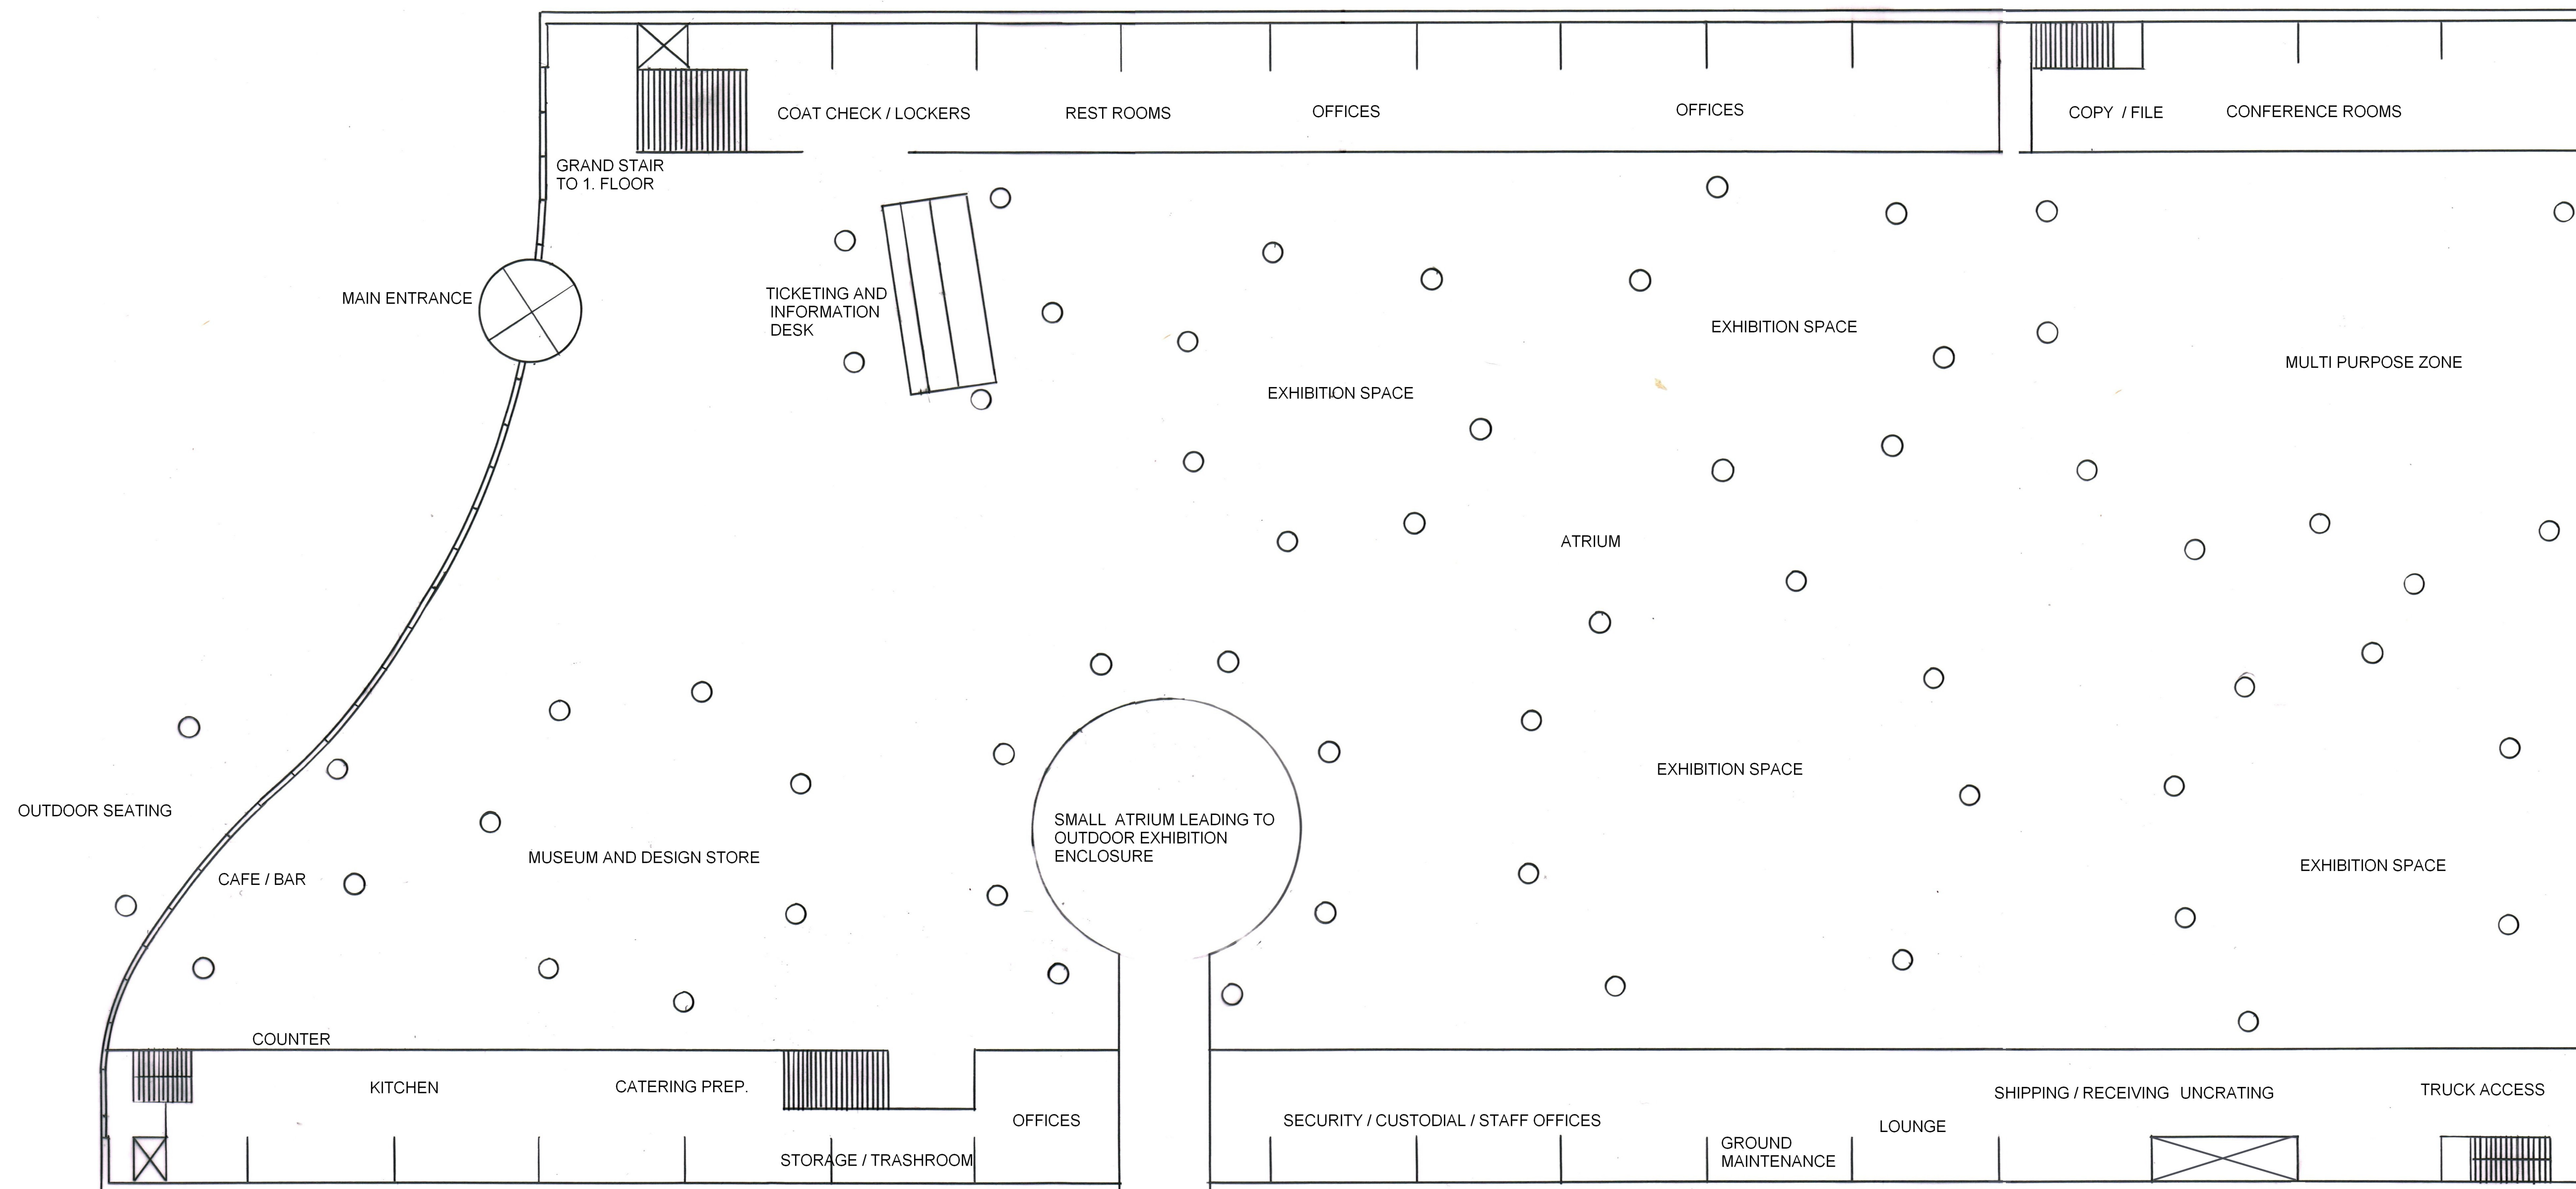 COAT CHECK / LOCKERS
REST ROOMS
OFFICES
OFFICES
COPY / FILE
CONFERENCE ROOMS
GRAND STAIR
TO 1. FLOOR
MAIN ENTRANCE
TICKETING AND
INFORMATION
DESK
EXHIBITION SPACE
EXHIBITION SPACE
MULTI PURPOSE ZONE
ATRIUM
OUTDOOR SEATING
CAFE / BAR
MUSEUM AND DESIGN STORE
SMALL ATRIUM LEADING TO
OUTDOOR EXHIBITION
ENCLOSURE
EXHIBITION SPACE
EXHIBITION SPACE
COUNTER
KITCHEN
CATERING PREP.
STORAGE / TRASHROOM
OFFICES
SECURITY / CUSTODIAL / STAFF OFFICES
GROUND
MAINTENANCE
LOUNGE
SHIPPING / RECEIVING UNCRATING
TRUCK ACCESS